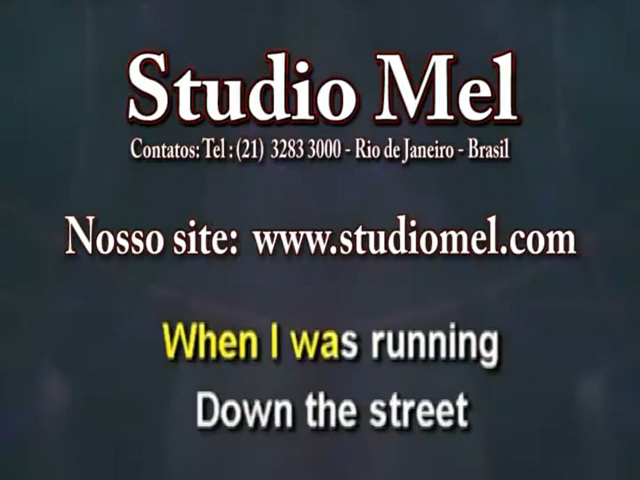 Studio Mel
Contatos: Tel : (21) 3283 3000 - Rio de Janeiro - Brasil
Nosso site: www.studiomel.com
When I was running
Down the street